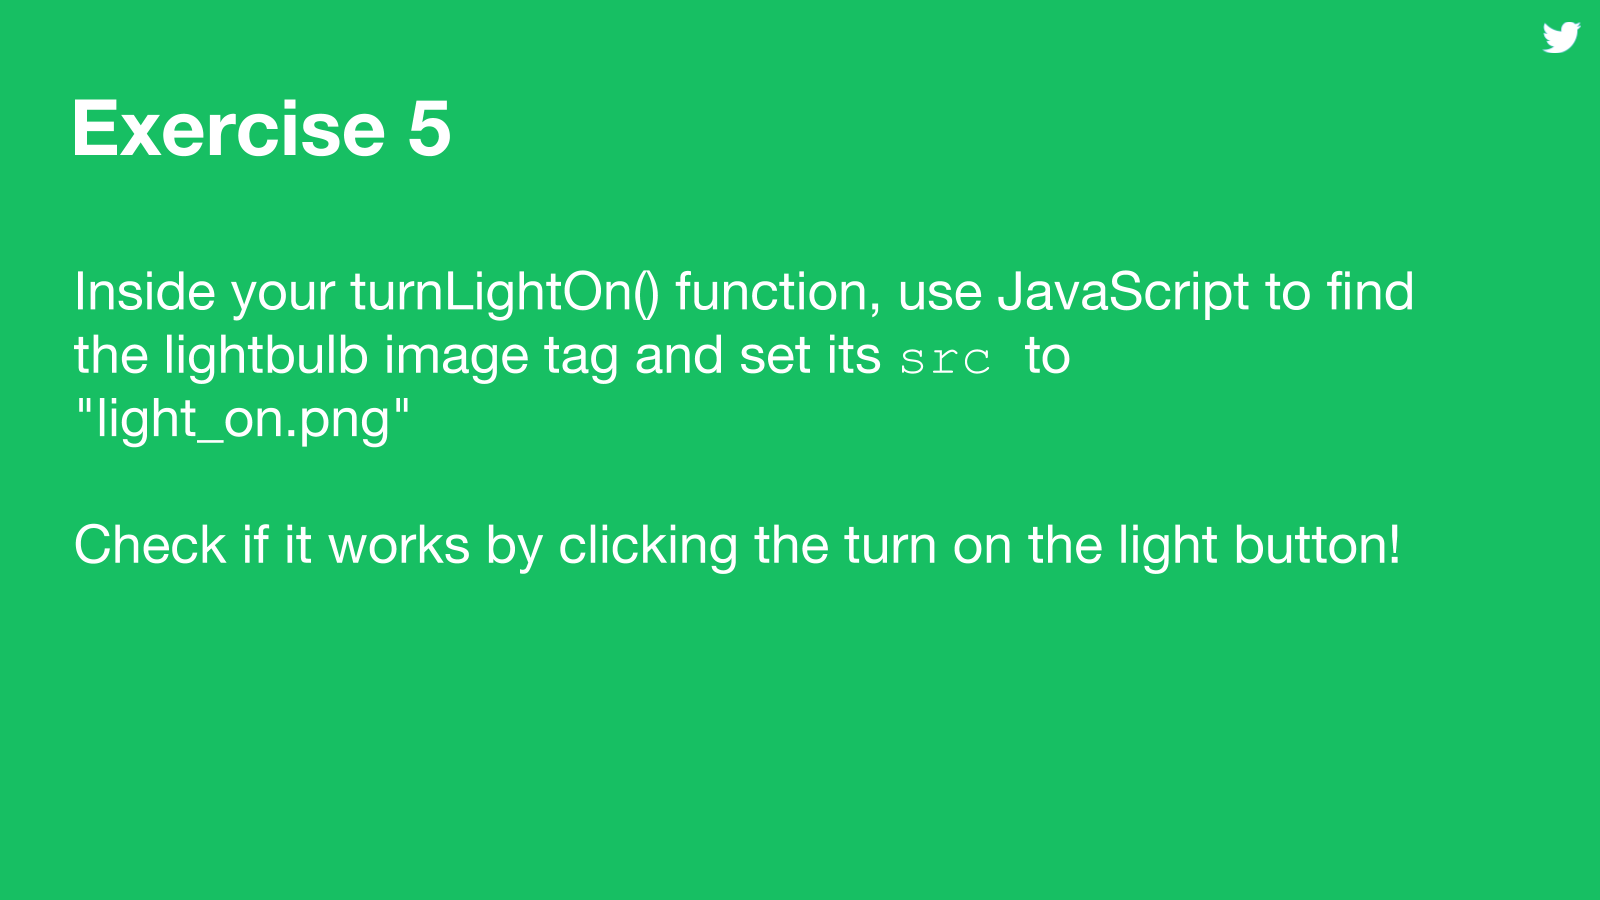 Exercise 5
Inside your turnLightOn() function, use JavaScript to find
the lightbulb image tag and set its src to
"light_on.png"
Check if it works by clicking the turn on the light button!